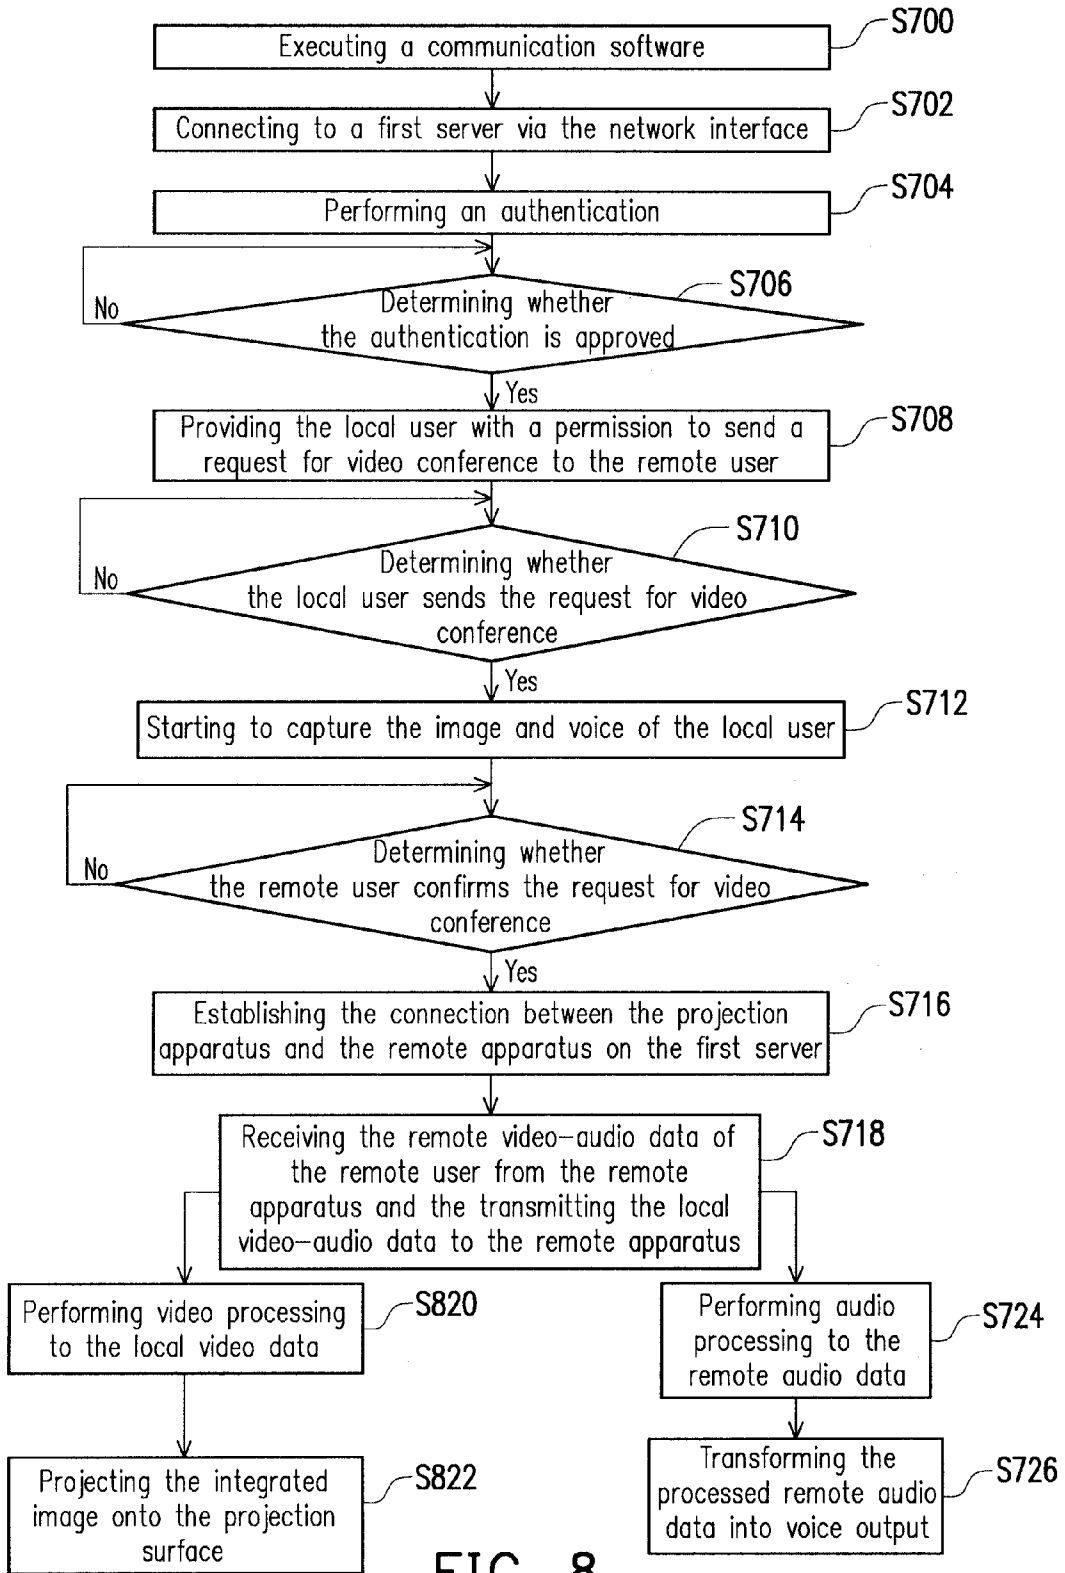 Executing a communication software
S700
Connecting to a first server via the network interface
S702
Performing an authentication
S704
Determining whether
the authentication is approved
S706
No
Yes
Providing the local user with a permission to send a
request for video conference to the remote user
S708
Determining whether
the local user sends the request for video
conference
S710
No
Yes
Starting to capture the image and voice of the local user
S712
Determining whether
the remote user confirms the request for video
conference
S714
No
Yes
Establishing the connection between the projection
apparatus and the remote apparatus on the first server
S716
Receiving the remote video-audio data of
the remote user from the remote
apparatus and the transmitting the local
video-audio data to the remote apparatus
S718
Performing video processing
to the local video data
S820
Performing audio
processing to the
remote audio data
S724
Projecting the integrated
image onto the projection
surface
S822
Transforming the
processed remote audio
data into voice output
S726
FIG. 8